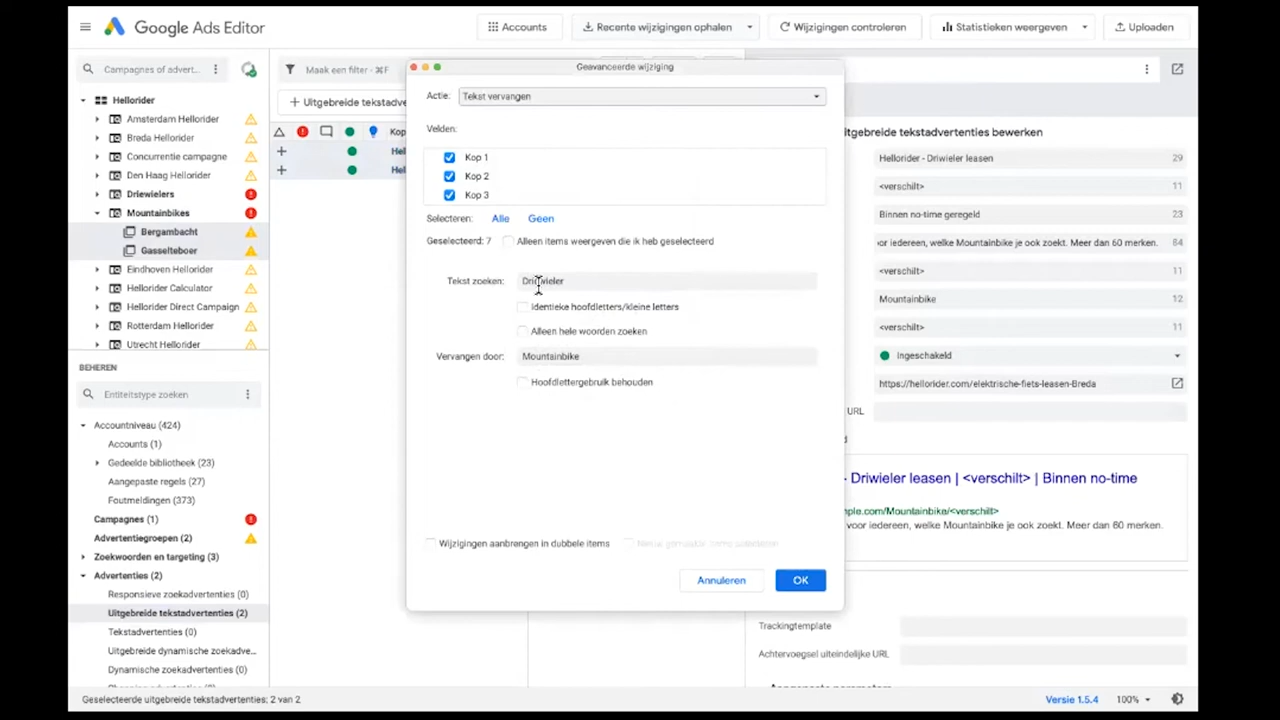 Google Ads Editor
Accounts
Recente wijzigingen ophalen
Wijzigingen controleren
Statistieken weergeven
Uploaden
Campagnes of advert...
Maak een filter - ⌘F
Hellorider
Amsterdam Hellorider
Breda Hellorider
Concurrentie campagne
Den Haag Hellorider
Driewielers
Mountainbikes
Bergambacht
Gasselteboer
Eindhoven Hellorider
Hellorider Calculator
Hellorider Direct Campaign
Rotterdam Hellorider
Utrecht Hellorider
BEHEREN
Entiteitstype zoeken
Accountniveau (424)
Accounts (1)
Gedeelde bibliotheek (23)
Aangepaste regels (27)
Foutmeldingen (373)
Campagnes (1)
Advertentiegroepen (2)
Zoekwoorden en targeting (3)
Advertenties (2)
Responsieve zoekadvertenties (0)
Uitgebreide tekstadvertenties (2)
Tekstadvertenties (0)
Uitgebreide dynamische zoekadve...
Dynamische zoekadvertenties (0)
+ Uitgebreide tekstadve
Kop
Hel
Hel
Geavanceerde wijziging
Actie: Tekst vervangen
Velden:
Kop 1
Kop 2
Kop 3
Selecteren: Alle Geen
Geselecteerd: 7 Alleen items weergeven die ik heb geselecteerd
Tekst zoeken: Driewieler
Identieke hoofdletters/kleine letters
Alleen hele woorden zoeken
Vervangen door: Mountainbike
Hoofdlettergebruik behouden
Wijzigingen aanbrengen in dubbele items
Annuleren
OK
itgebreide tekstadvertenties bewerken
Hellorider - Driwieler leasen 29
<verschilt> 11
Binnen no-time geregeld 23
or iedereen, welke Mountainbike je ook zoekt. Meer dan 60 merken. 84
<verschilt> 11
Mountainbike 12
<verschilt> 11
Ingeschakeld
https://hellorider.com/elektrische-fiets-leasen-Breda
URL
d
- Driwieler leasen | <verschilt> | Binnen no-time
mple.com/Mountainbike/<verschilt>
voor iedereen, welke Mountainbike je ook zoekt. Meer dan 60 merken.
Trackingtemplate
Achtervoegsel uiteindelijke URL
Aangepaste parameters
Geselecteerde uitgebreide tekstadvertenties: 2 van 2
Versie 1.5.4
100%